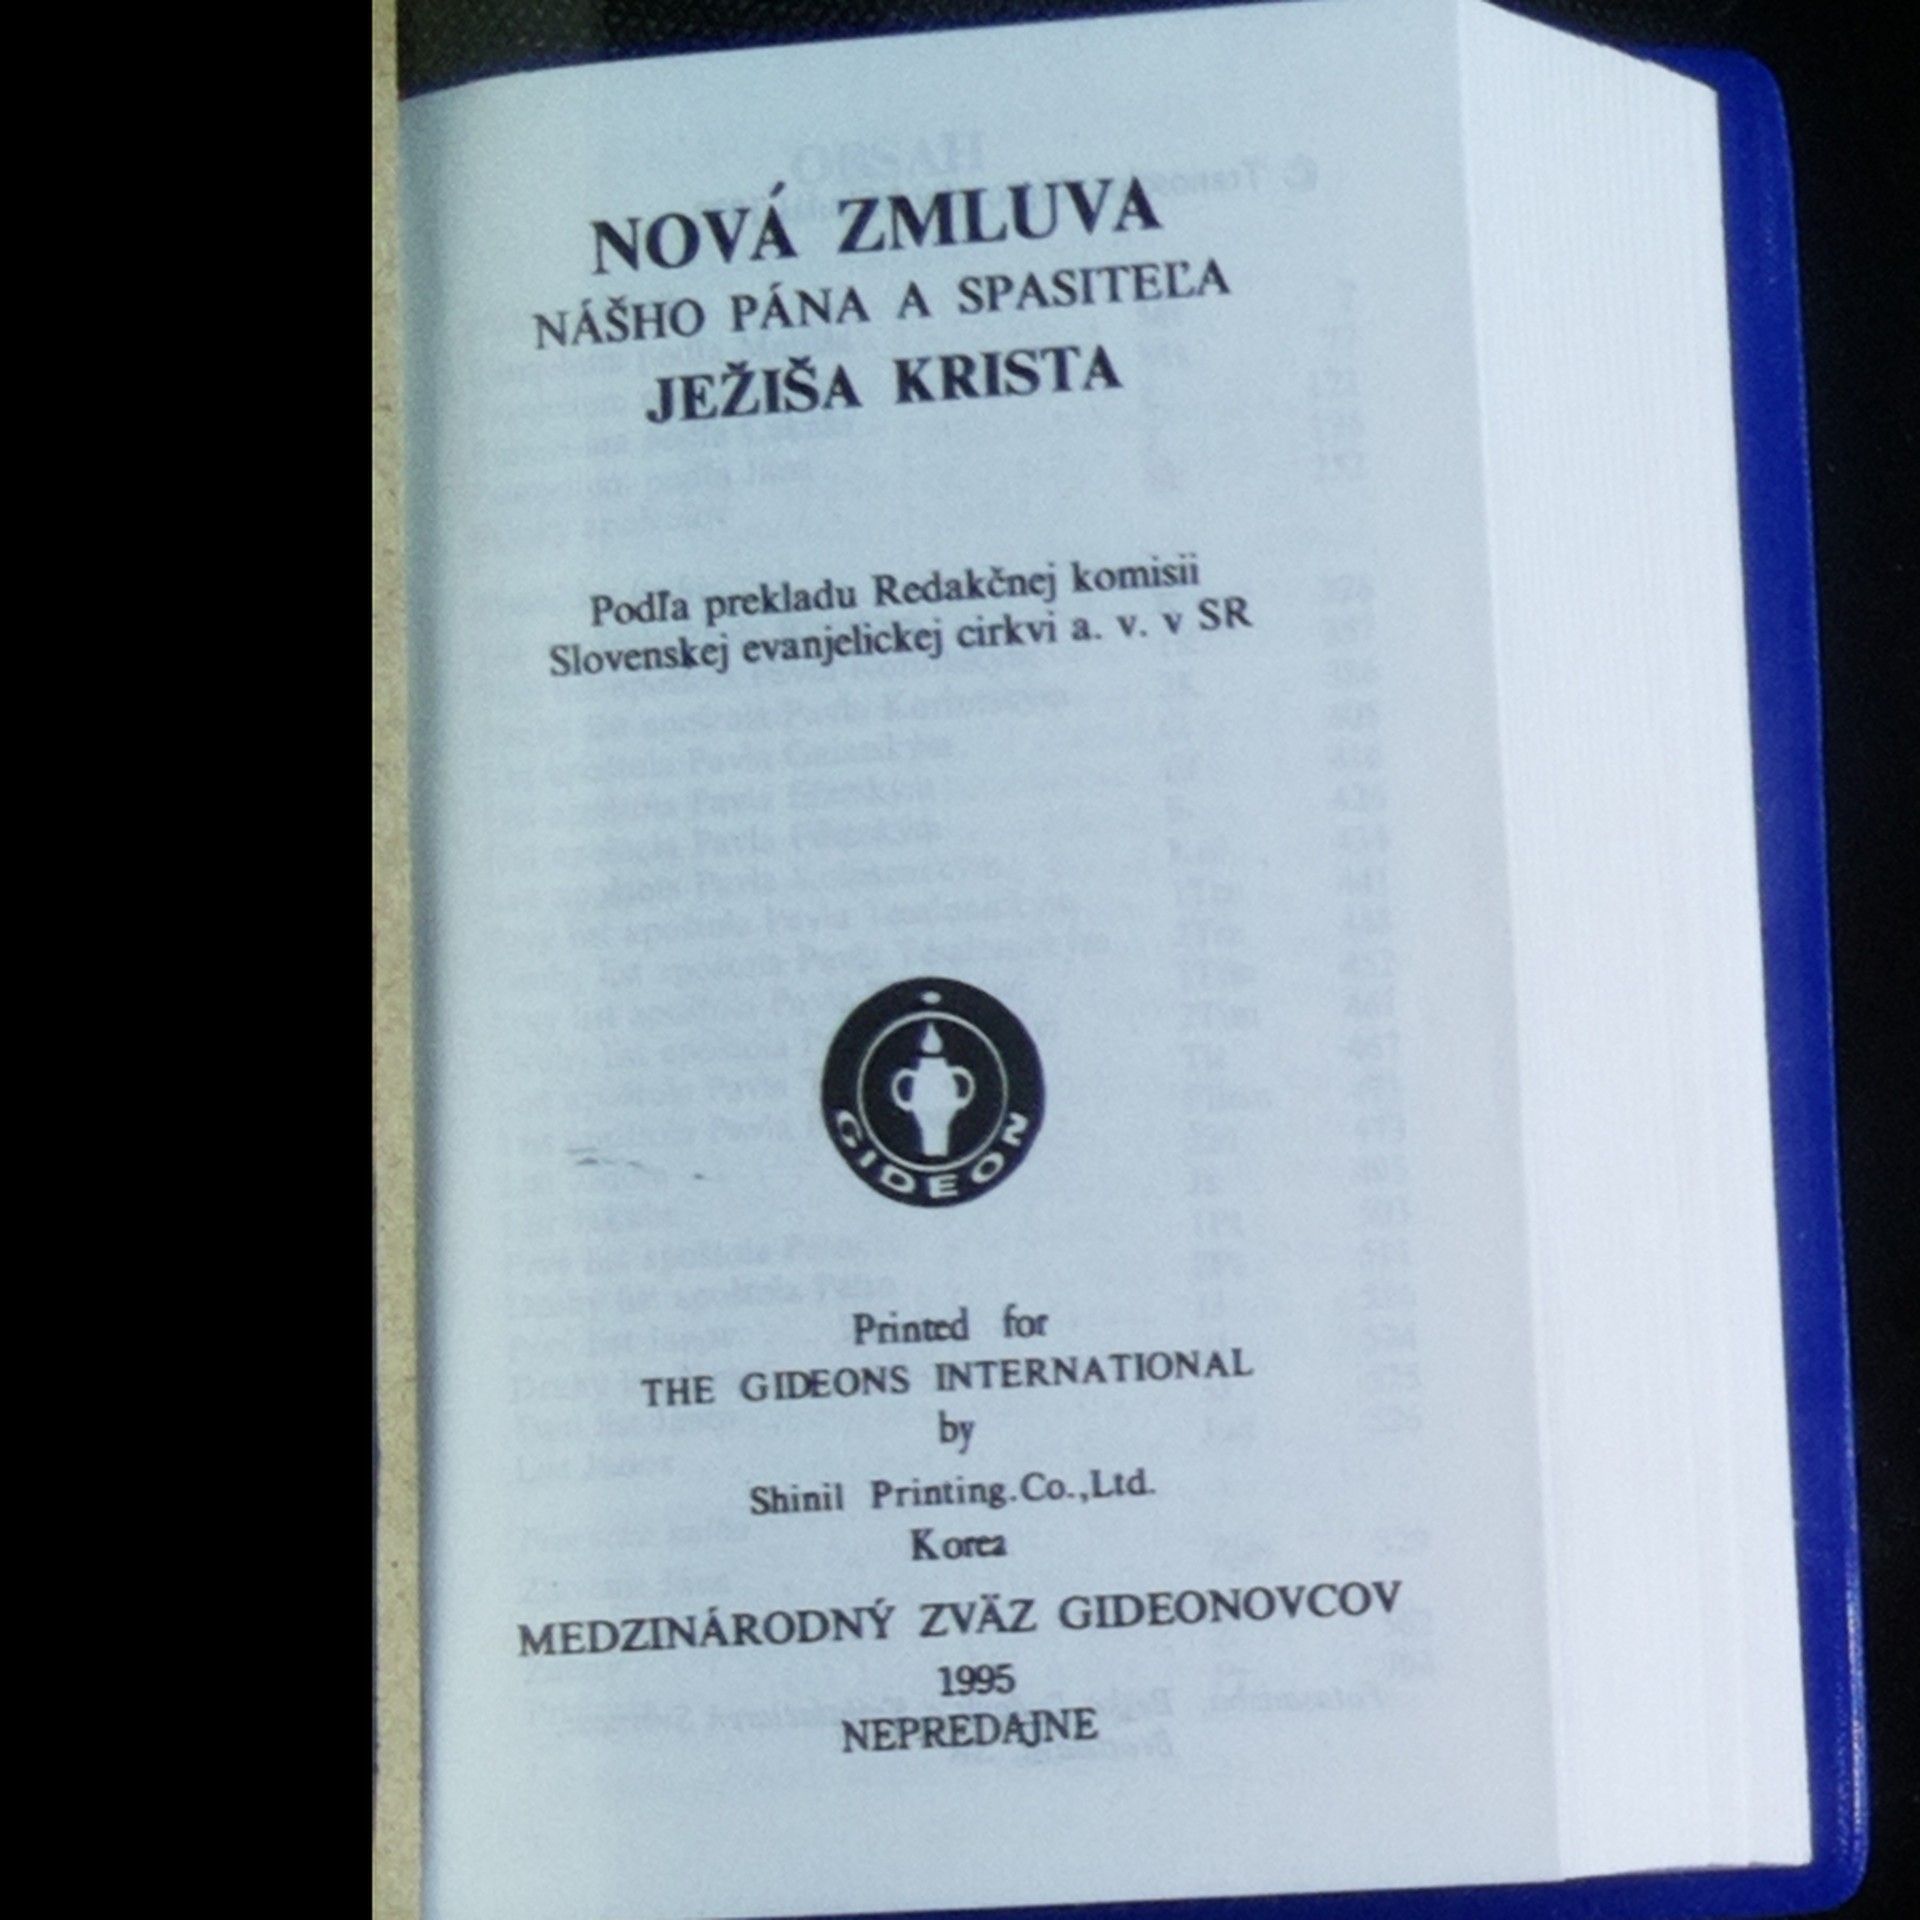 NOVÁ ZMLUVA
NÁŠHO PÁNA A SPASITEĽA
JEŽIŠA KRISTA
Podľa prekladu Redakčnej komisii
Slovenskej evanjelickej cirkvi a. v. v SR
GIDEON
Printed for
THE GIDEONS INTERNATIONAL
by
Shinil Printing.Co.,Ltd.
Korea
MEDZINÁRODNÝ ZVÄZ GIDEONOVCOV
1995
NEPREDAJNE